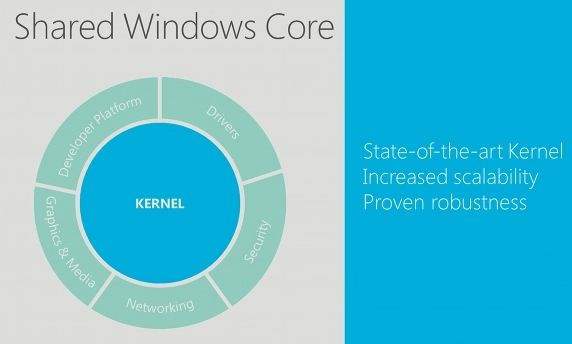 Shared Windows Core
Developer Platform
Drivers
KERNEL
Graphics & Media
Security
Networking
State-of-the-art Kernel
Increased scalability
Proven robustness